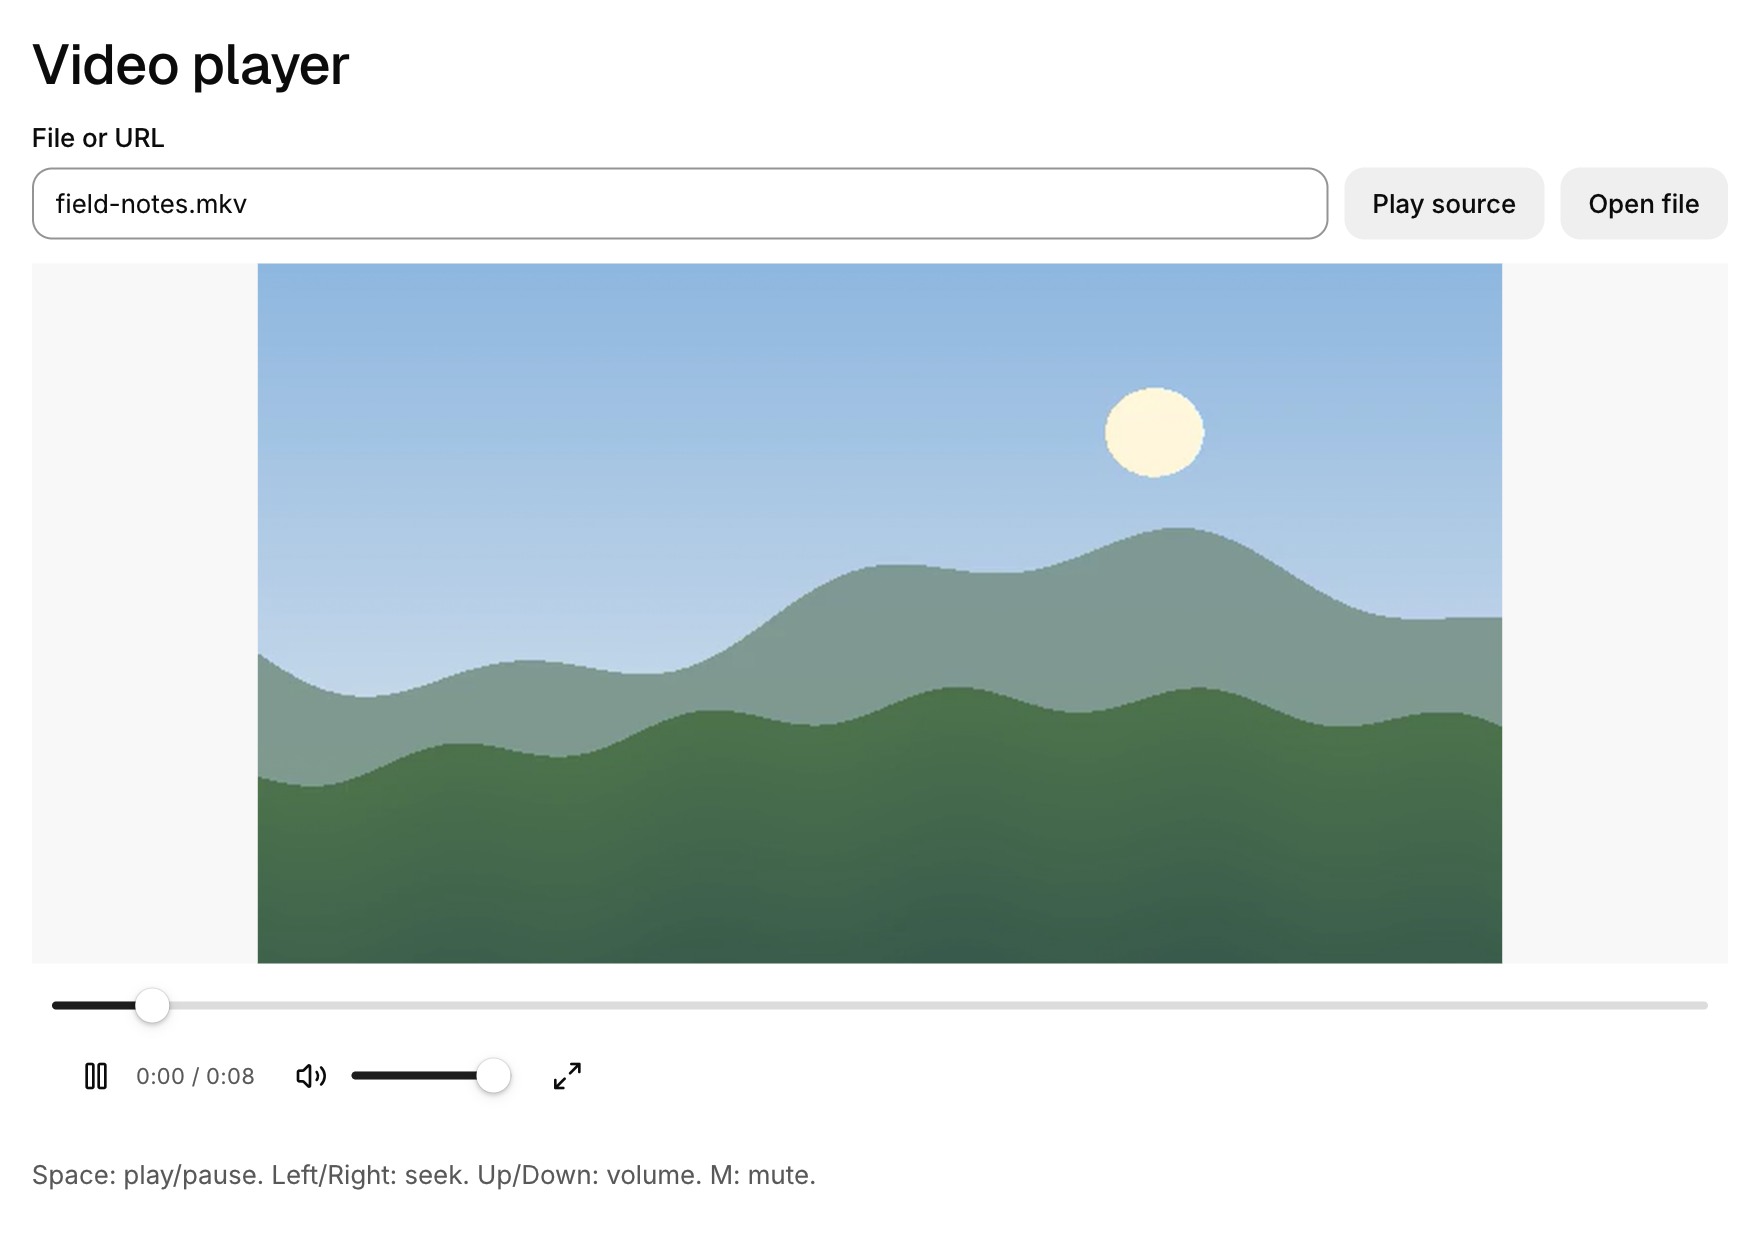 Video player
File or URL
field-notes.mkv
Play source
Open file
0:00 / 0:08
Space: play/pause. Left/Right: seek. Up/Down: volume. M: mute.